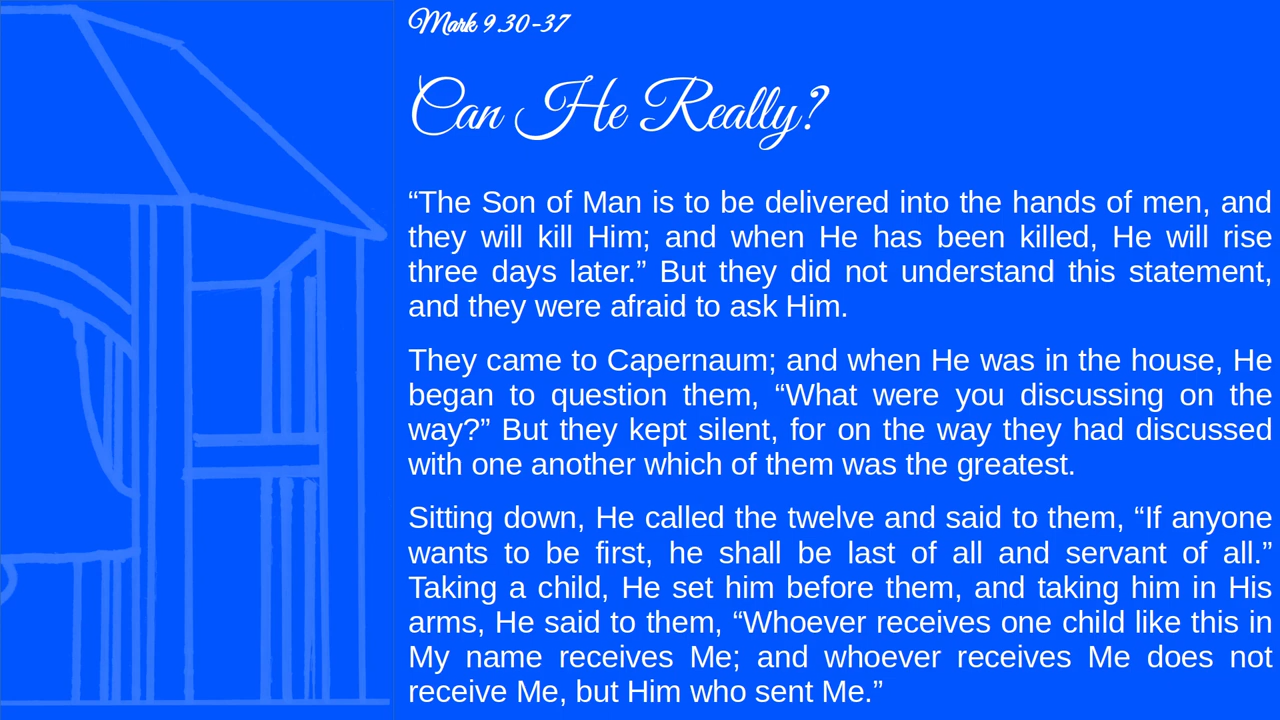 Mark 9.30-37
Can He Really?
“The Son of Man is to be delivered into the hands of men, and
they will kill Him; and when He has been killed, He will rise
three days later.” But they did not understand this statement,
and they were afraid to ask Him.
They came to Capernaum; and when He was in the house, He
began to question them, “What were you discussing on the
way?” But they kept silent, for on the way they had discussed
with one another which of them was the greatest.
Sitting down, He called the twelve and said to them, “If anyone
wants to be first, he shall be last of all and servant of all.”
Taking a child, He set him before them, and taking him in His
arms, He said to them, “Whoever receives one child like this in
My name receives Me; and whoever receives Me does not
receive Me, but Him who sent Me.”